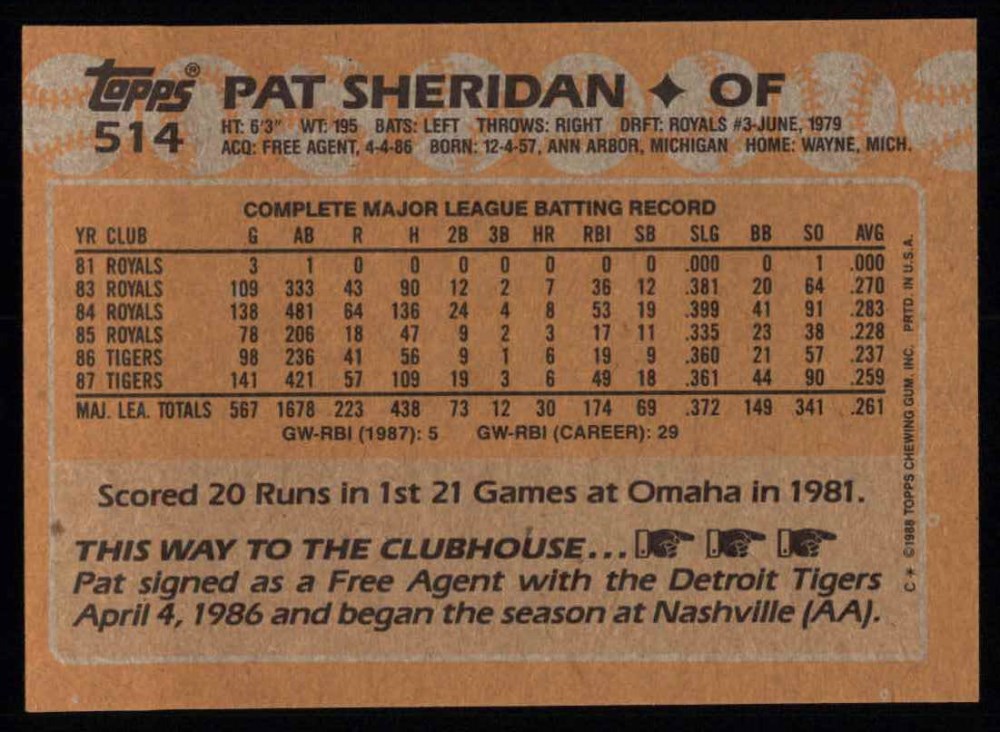 topps® PAT SHERIDAN ✦ OF
514 HT: 6'3" WT: 195 BATS: LEFT THROWS: RIGHT DRFT: ROYALS #3-JUNE, 1979
ACQ: FREE AGENT, 4-4-86 BORN: 12-4-57, ANN ARBOR, MICHIGAN HOME: WAYNE, MICH.
COMPLETE MAJOR LEAGUE BATTING RECORD
YR CLUB G AB R H 2B 3B HR RBI SB SLG BB SO AVG
81 ROYALS 3 1 0 0 0 0 0 0 0 .000 0 1 .000
83 ROYALS 109 333 43 90 12 2 7 36 12 .381 20 64 .270
84 ROYALS 138 481 64 136 24 4 8 53 19 .399 41 91 .283
85 ROYALS 78 206 18 47 9 2 3 17 11 .335 23 38 .228
86 TIGERS 98 236 41 56 9 1 6 19 9 .360 21 57 .237
87 TIGERS 141 421 57 109 19 3 6 49 18 .361 44 90 .259
MAJ. LEA. TOTALS 567 1678 223 438 73 12 30 174 69 .372 149 341 .261
GW-RBI (1987): 5 GW-RBI (CAREER): 29
Scored 20 Runs in 1st 21 Games at Omaha in 1981.
THIS WAY TO THE CLUBHOUSE...
Pat signed as a Free Agent with the Detroit Tigers
April 4, 1986 and began the season at Nashville (AA).
C* ©1988 TOPPS CHEWING GUM, INC. PRTD. IN U.S.A.